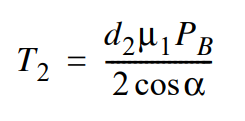 T₂ = d₂μ₁P_B / 2 cos α